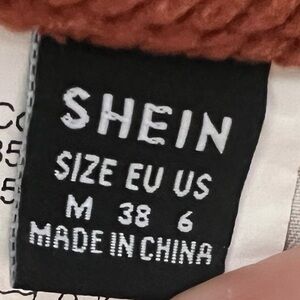 SHEIN
SIZE EU US
M 38 6
MADE IN CHINA